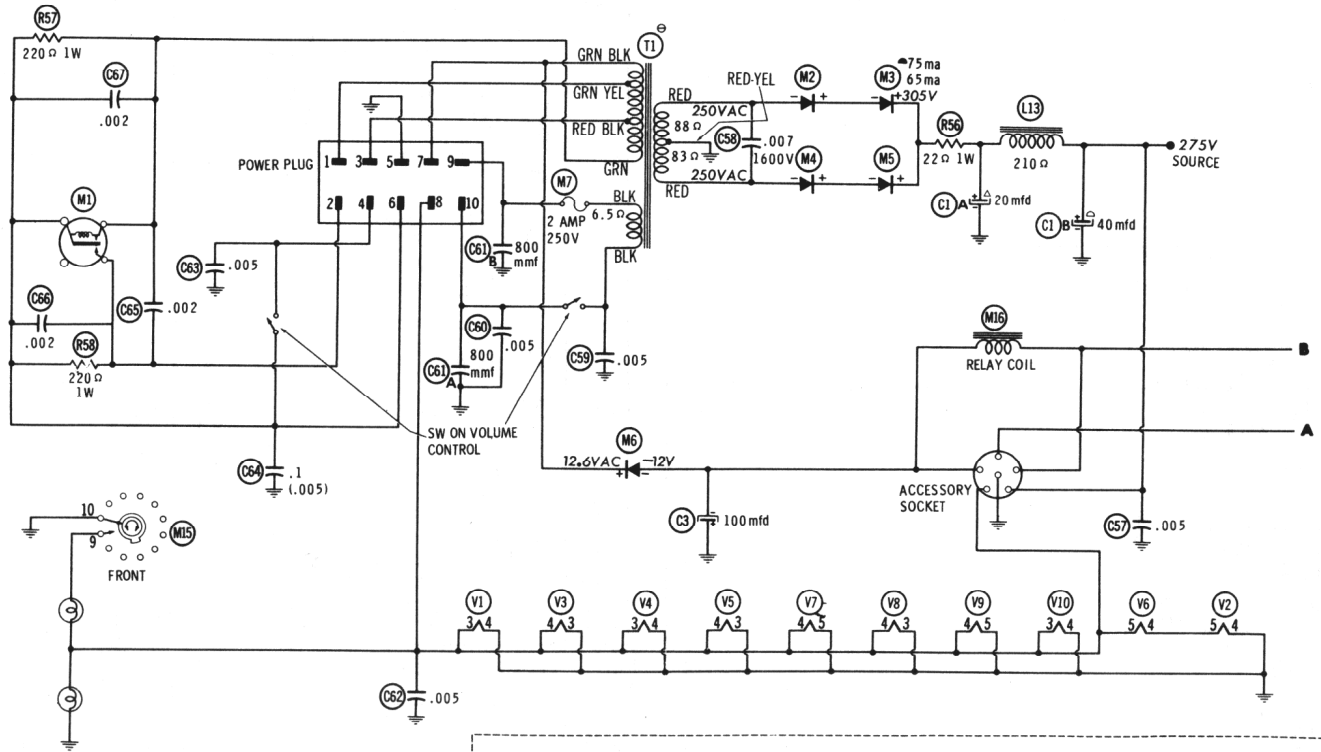 R57
220 Ω 1W
C67
.002
GRN BLK
T1
GRN YEL
RED BLK
GRN
POWER PLUG
1 3 5 7 9
2 4 6 8 10
M1
C66
.002
C65
.002
R58
220 Ω
1W
C63
.005
C64
.1
(.005)
SW ON VOLUME
CONTROL
C61
B
800
mmf
M7
2 AMP
250V
BLK
6.5 Ω
BLK
C60
.005
C59
.005
C61
A
800
mmf
RED-YEL
RED
250VAC
88 Ω
83 Ω
C58
.007
1600V
250VAC
RED
M2
- +
M3
75ma
65ma
+305V
-
M4
- +
M5
- +
R56
22 Ω 1W
L13
210 Ω
275V
SOURCE
C1
A
20 mfd
C1
B
40 mfd
M16
RELAY COIL
B
A
M6
12.6VAC
-12V
+ -
ACCESSORY
SOCKET
C3
100 mfd
C57
.005
10
9
M15
FRONT
V1 V3 V4 V5 V7 V8 V9 V10 V6 V2
3 4 4 3 3 4 4 3 4 5 4 3 4 5 3 4 5 4 5 4
C62
.005